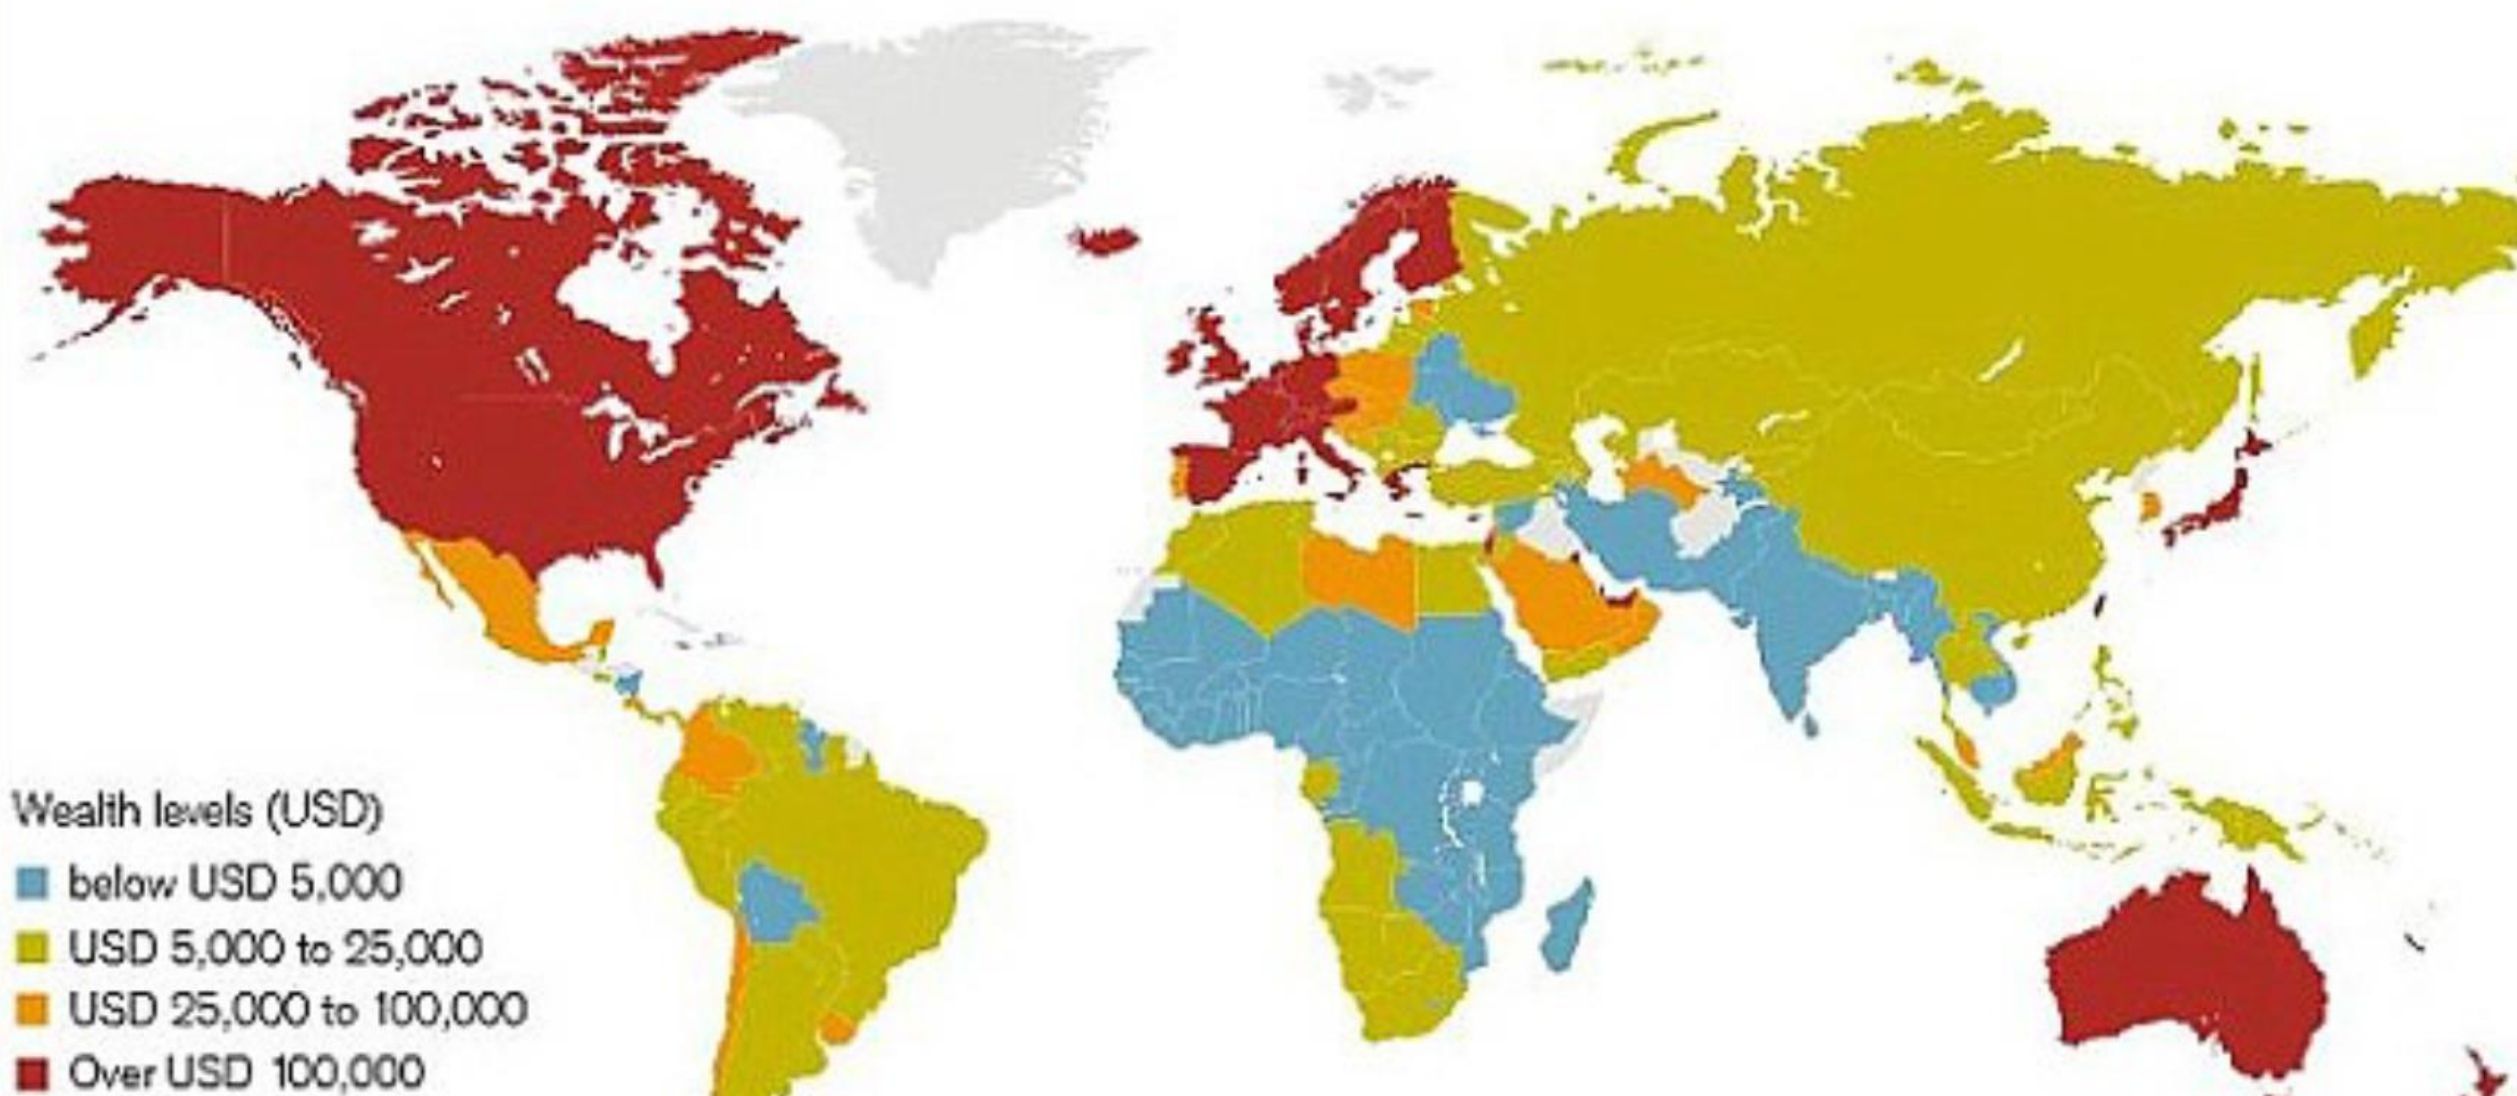 Wealth levels (USD)
below USD 5,000
USD 5,000 to 25,000
USD 25,000 to 100,000
Over USD 100,000